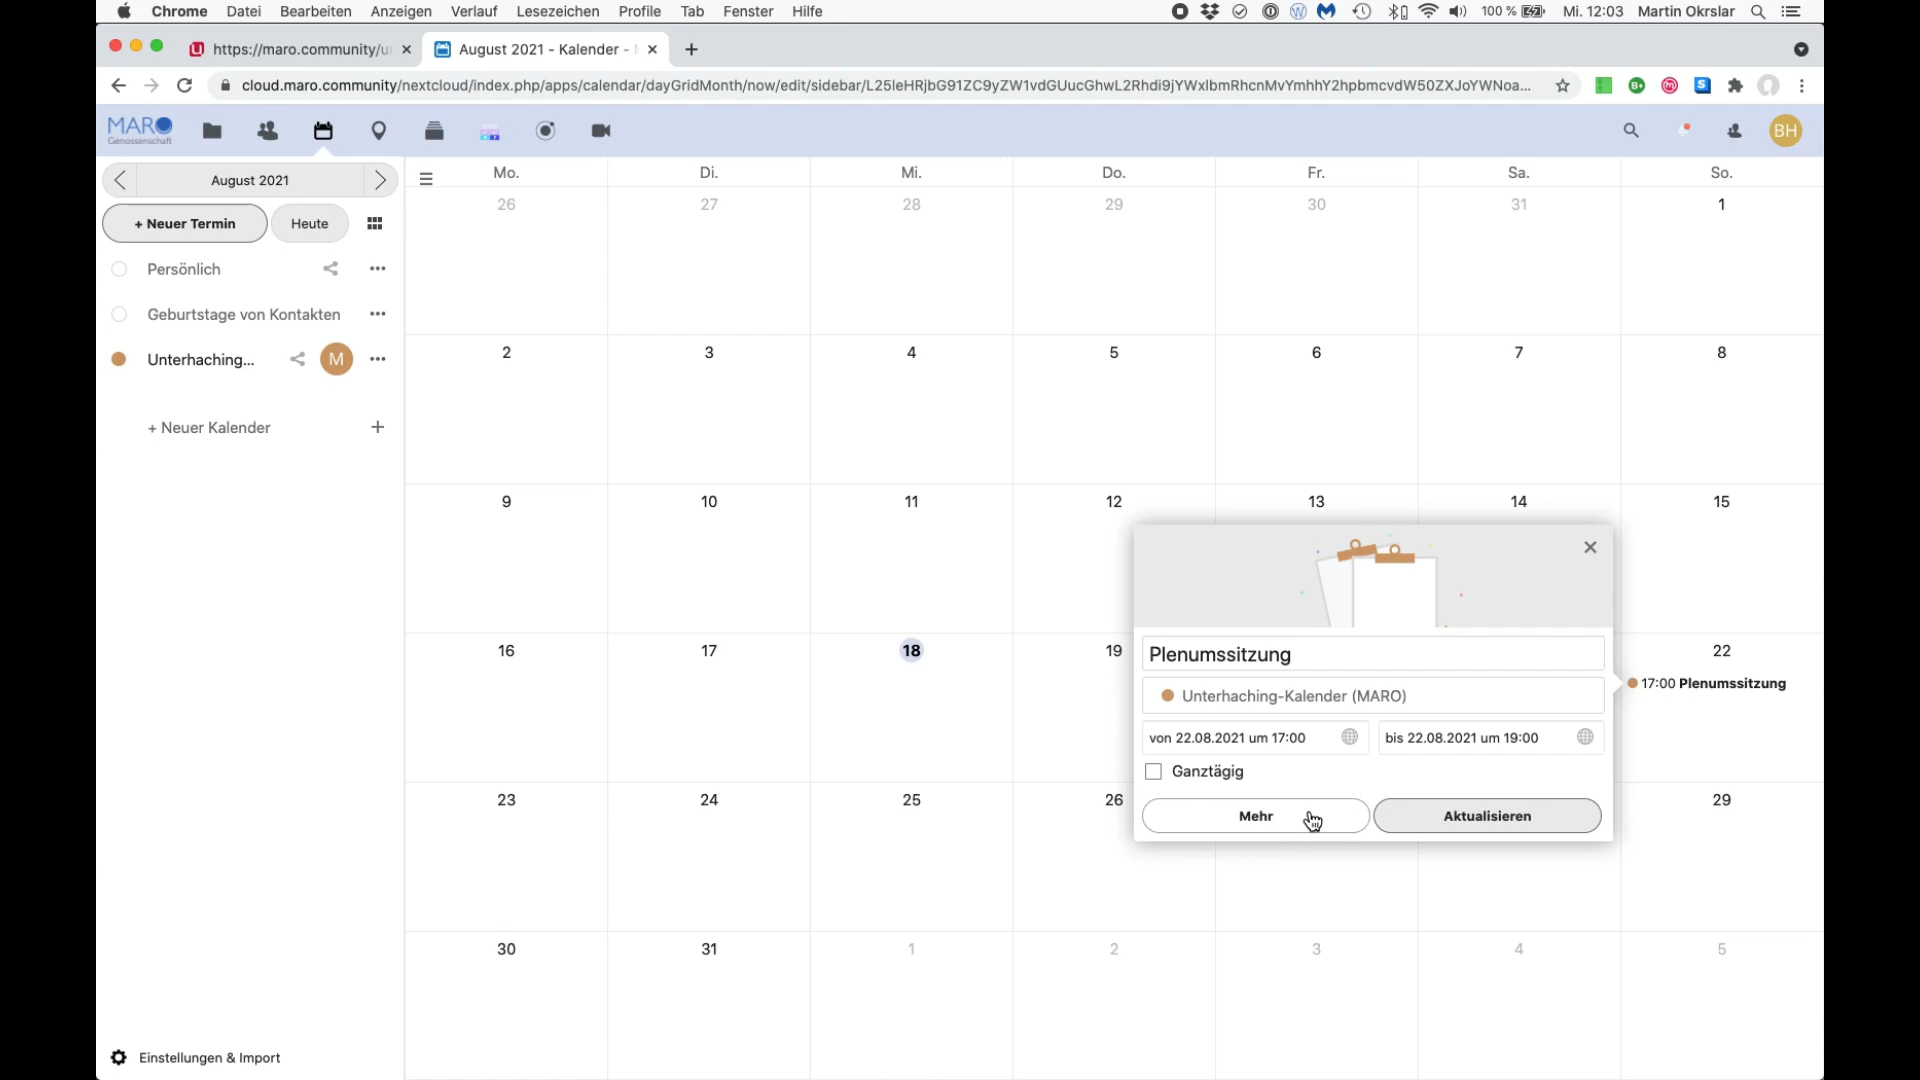 Chrome Datei Bearbeiten Anzeigen Verlauf Lesezeichen Profile Tab Fenster Hilfe 100 % Mi. 12:03 Martin Okrslar
https://maro.community/u August 2021 - Kalender -
cloud.maro.community/nextcloud/index.php/apps/calendar/dayGridMonth/now/edit/sidebar/L25leHRjbG91ZC9yZW1vdGUucGhwL2Rhdi9jYWxlbmRhcnMvYmhhY2hpbmcvdW50ZXJoYWNoa...
MARO
Genossenschaft
BH
August 2021
Mo. Di. Mi. Do. Fr. Sa. So.
+ Neuer Termin Heute
Persönlich
Geburtstage von Kontakten
Unterhaching... M
+ Neuer Kalender
26 27 28 29 30 31 1
2 3 4 5 6 7 8
9 10 11 12 13 14 15
16 17 18 19 22
17:00 Plenumssitzung
Plenumssitzung
Unterhaching-Kalender (MARO)
von 22.08.2021 um 17:00 bis 22.08.2021 um 19:00
Ganztägig
Mehr Aktualisieren
23 24 25 26 29
30 31 1 2 3 4 5
Einstellungen & Import